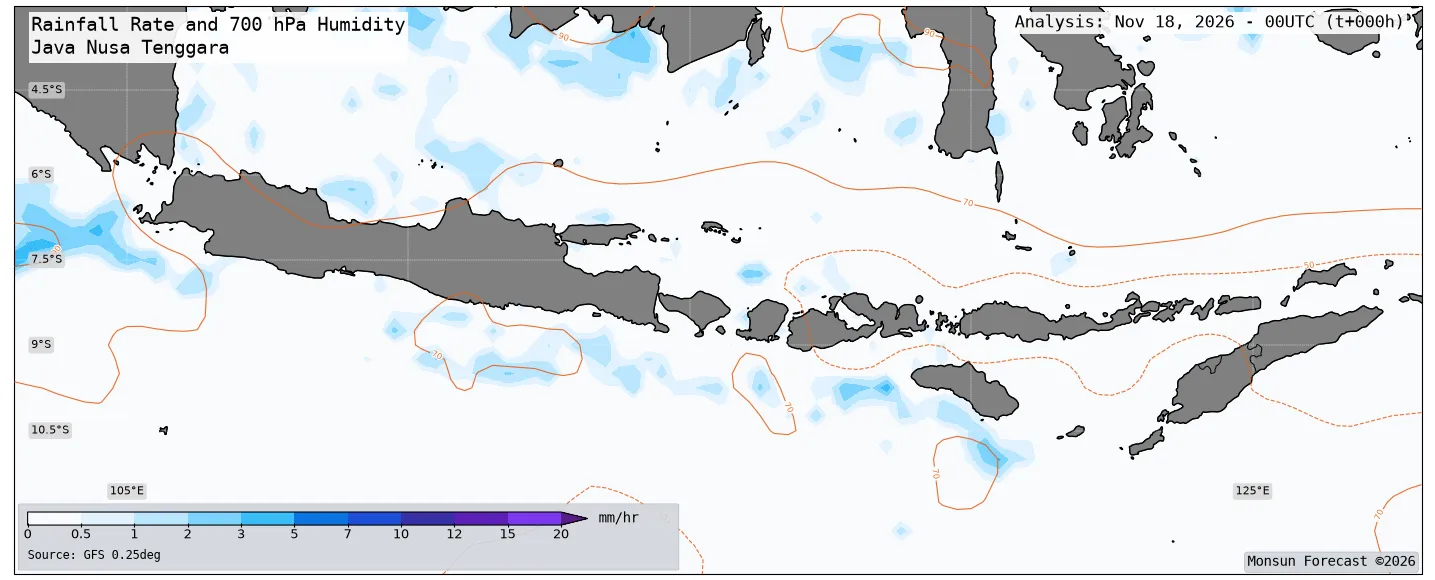 Rainfall Rate and 700 hPa Humidity
Java Nusa Tenggara
Analysis: Nov 18, 2026 - 00UTC (t+000h)
90
90
4.5°S
6°S
70
7.5°S
50
9°S
70
70
10.5°S
70
105°E
125°E
70
mm/hr
0 0.5 1 2 3 5 7 10 12 15 20
Source: GFS 0.25deg
Monsun Forecast ©2026